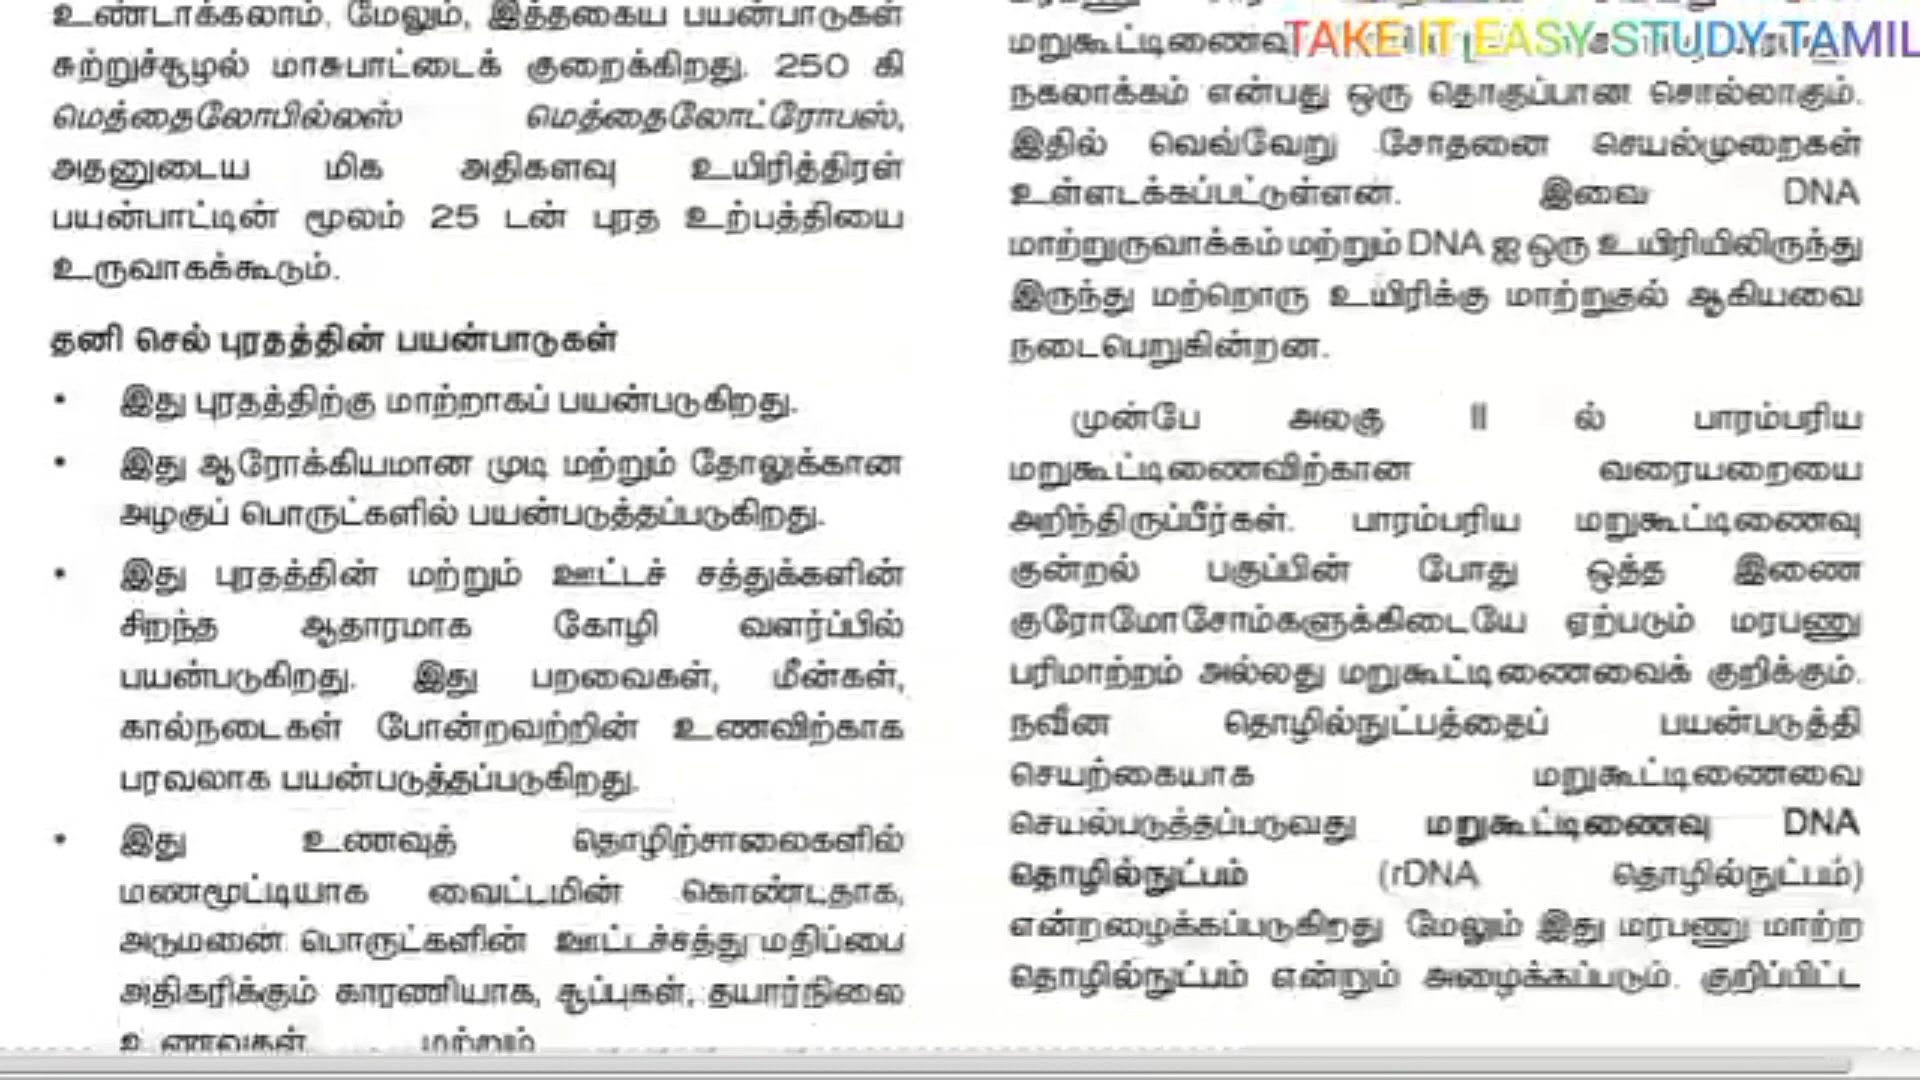 உண்டாக்கலாம். மேலும், இத்தகைய பயன்பாடுகள்
சுற்றுச்சூழல் மாசுபாட்டைக் குறைக்கிறது. 250 கி
மெத்தைலோபில்லஸ் மெத்தைலோட்ரோபஸ்,
அதனுடைய மிக அதிகளவு உயிரித்திரள்
பயன்பாட்டின் மூலம் 25 டன் புரத உற்பத்தியை
உருவாகக்கூடும்.
தனி செல் புரதத்தின் பயன்பாடுகள்
• இது புரதத்திற்கு மாற்றாகப் பயன்படுகிறது.
• இது ஆரோக்கியமான முடி மற்றும் தோலுக்கான
அழகுப் பொருட்களில் பயன்படுத்தப்படுகிறது.
• இது புரதத்தின் மற்றும் ஊட்டச் சத்துக்களின்
சிறந்த ஆதாரமாக கோழி வளர்ப்பில்
பயன்படுகிறது. இது பறவைகள், மீன்கள்,
கால்நடைகள் போன்றவற்றின் உணவிற்காக
பரவலாக பயன்படுத்தப்படுகிறது.
• இது உணவுத் தொழிற்சாலைகளில்
மணமூட்டியாக வைட்டமின் கொண்டதாக,
அடுமனை பொருட்களின் ஊட்டச்சத்து மதிப்பை
அதிகரிக்கும் காரணியாக, சூப்புகள், தயார்நிலை
உணவுகள் மற்றும்
TAKE IT EASY STUDY TAMIL
மறுகூட்டிணைவு
நகலாக்கம் என்பது ஒரு தொகுப்பான சொல்லாகும்.
இதில் வெவ்வேறு சோதனை செயல்முறைகள்
உள்ளடக்கப்பட்டுள்ளன. இவை DNA
மாற்றுருவாக்கம் மற்றும் DNA ஐ ஒரு உயிரியிலிருந்து
இருந்து மற்றொரு உயிரிக்கு மாற்றுதல் ஆகியவை
நடைபெறுகின்றன.
முன்பே அலகு II ல் பாரம்பரிய
மறுகூட்டிணைவிற்கான வரையறையை
அறிந்திருப்பீர்கள். பாரம்பரிய மறுகூட்டிணைவு
குன்றல் பகுப்பின் போது ஒத்த இணை
குரோமோசோம்களுக்கிடையே ஏற்படும் மரபணு
பரிமாற்றம் அல்லது மறுகூட்டிணைவைக் குறிக்கும்.
நவீன தொழில்நுட்பத்தைப் பயன்படுத்தி
செயற்கையாக மறுகூட்டிணைவை
செயல்படுத்தப்படுவது மறுகூட்டிணைவு DNA
தொழில்நுட்பம் (rDNA தொழில்நுட்பம்)
என்றழைக்கப்படுகிறது மேலும் இது மரபணு மாற்ற
தொழில்நுட்பம் என்றும் அழைக்கப்படும். குறிப்பிட்ட